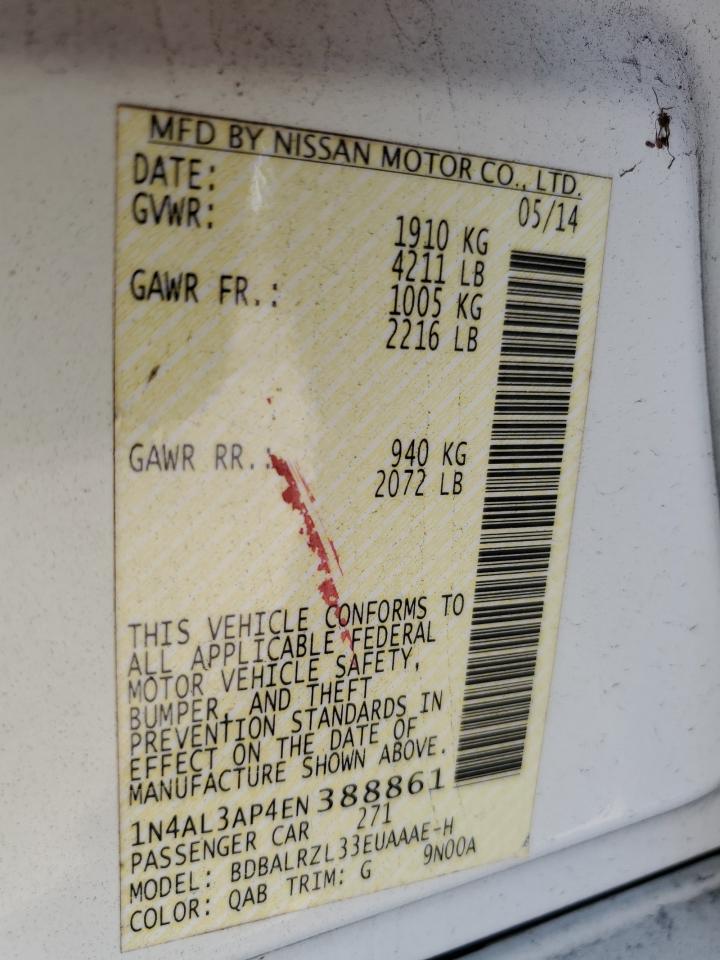 MFD BY NISSAN MOTOR CO., LTD.
DATE: 05/14
GVWR: 1910 KG
4211 LB
GAWR FR.: 1005 KG
2216 LB
GAWR RR.: 940 KG
2072 LB
THIS VEHICLE CONFORMS TO
ALL APPLICABLE FEDERAL
MOTOR VEHICLE SAFETY,
BUMPER, AND THEFT
PREVENTION STANDARDS IN
EFFECT ON THE DATE OF
MANUFACTURE SHOWN ABOVE.
1N4AL3AP4EN388861
PASSENGER CAR 271
MODEL: BDBALRZL33EUAAAE-H
COLOR: QAB TRIM: G 9N00A